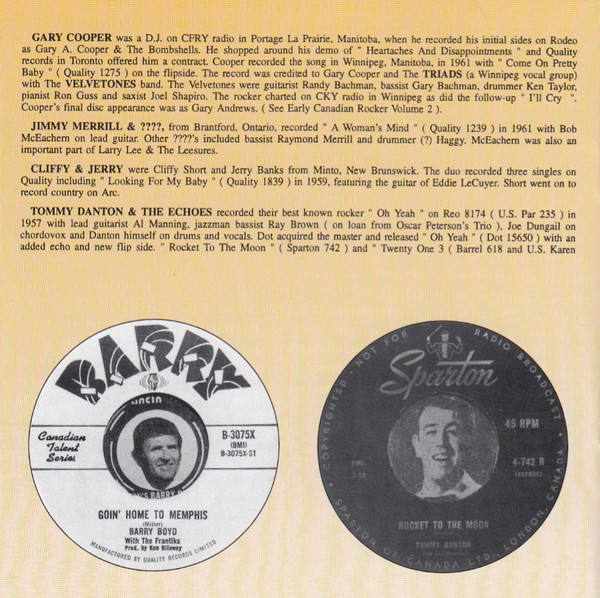 GARY COOPER was a D.J. on CFRY radio in Portage La Prairie, Manitoba, when he recorded his initial sides on Rodeo
as Gary A. Cooper & The Bombshells. He shopped around his demo of " Heartaches And Disappointments " and Quality
records in Toronto offered him a contract. Cooper recorded the song in Winnipeg, Manitoba, in 1961 with " Come On Pretty
Baby " ( Quality 1275 ) on the flipside. The record was credited to Gary Cooper and The TRIADS (a Winnipeg vocal group)
with The VELVETONES band. The Velvetones were guitarist Randy Bachman, bassist Gary Bachman, drummer Ken Taylor,
pianist Ron Guss and saxist Joel Shapiro. The rocker charted on CKY radio in Winnipeg as did the follow-up " I'll Cry ".
Cooper's final disc appearance was as Gary Andrews. ( See Early Canadian Rocker Volume 2 ).
JIMMY MERRILL & ????, from Brantford, Ontario, recorded " A Woman's Mind " ( Quality 1239 ) in 1961 with Bob
McEachern on lead guitar. Other ????'s included bassist Raymond Merrill and drummer (?) Haggy. McEachern was also an
important part of Larry Lee & The Leesures.
CLIFFY & JERRY were Cliffy Short and Jerry Banks from Minto, New Brunswick. The duo recorded three singles on
Quality including " Looking For My Baby " ( Quality 1839 ) in 1959, featuring the guitar of Eddie LeCuyer. Short went on to
record country on Arc.
TOMMY DANTON & THE ECHOES recorded their best known rocker " Oh Yeah " on Reo 8174 ( U.S. Par 235 ) in
1957 with lead guitarist Al Manning, jazzman bassist Ray Brown ( on loan from Oscar Peterson's Trio ), Joe Dungail on
chordovox and Danton himself on drums and vocals. Dot acquired the master and released " Oh Yeah " ( Dot 15650 ) with an
added echo and new flip side. " Rocket To The Moon " ( Sparton 742 ) and " Twenty One 3 ( Barrel 618 and U.S. Karen
BARRY
Canadian
Talent
Series
B-3075X
(BMI)
B-3075X-S1
GOIN' HOME TO MEMPHIS
(Miller)
BARRY BOYD
With The Frantiks
Prod. by Ken Bilaway
MANUFACTURED BY QUALITY RECORDS LIMITED
COPYRIGHTED · NOT FOR RADIO BROADCAST
Sparton
45 RPM
4-742 R
ROCKET TO THE MOON
TOMMY DANTON
SPARTON OF CANADA LTD., LONDON, CANADA